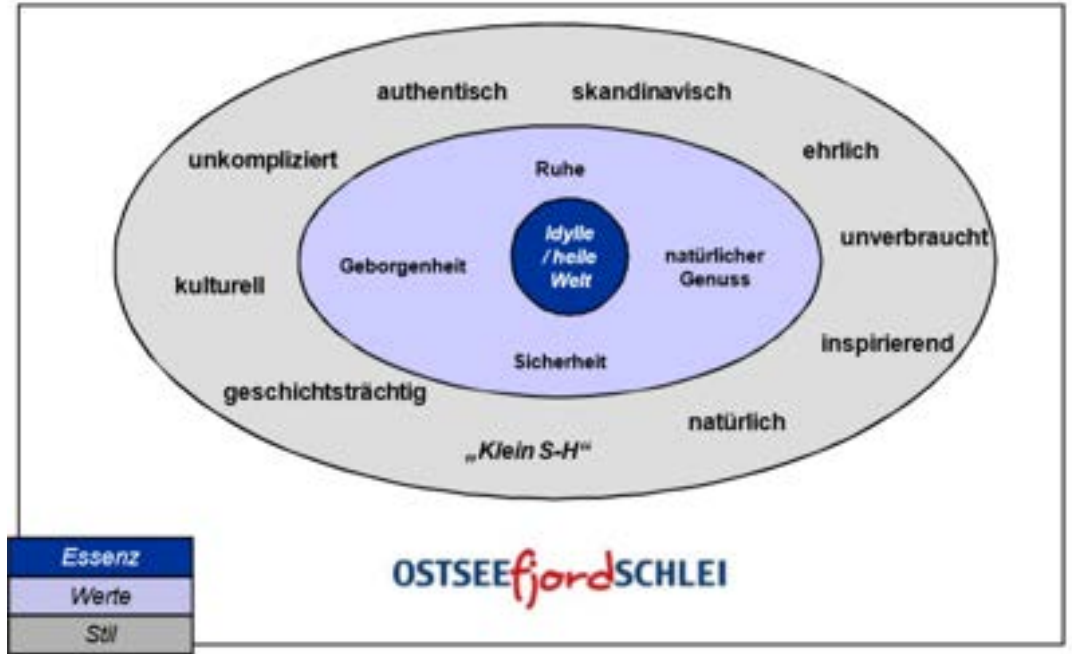 authentisch skandinavisch
unkompliziert ehrlich
Ruhe
Idylle
/ heile
Welt
Geborgenheit
natürlicher
Genuss
unverbraucht
kulturell
inspirierend
Sicherheit
geschichtsträchtig
natürlich
„Klein S-H“
Essenz
Werte
Stil
OSTSEEfjordSCHLEI